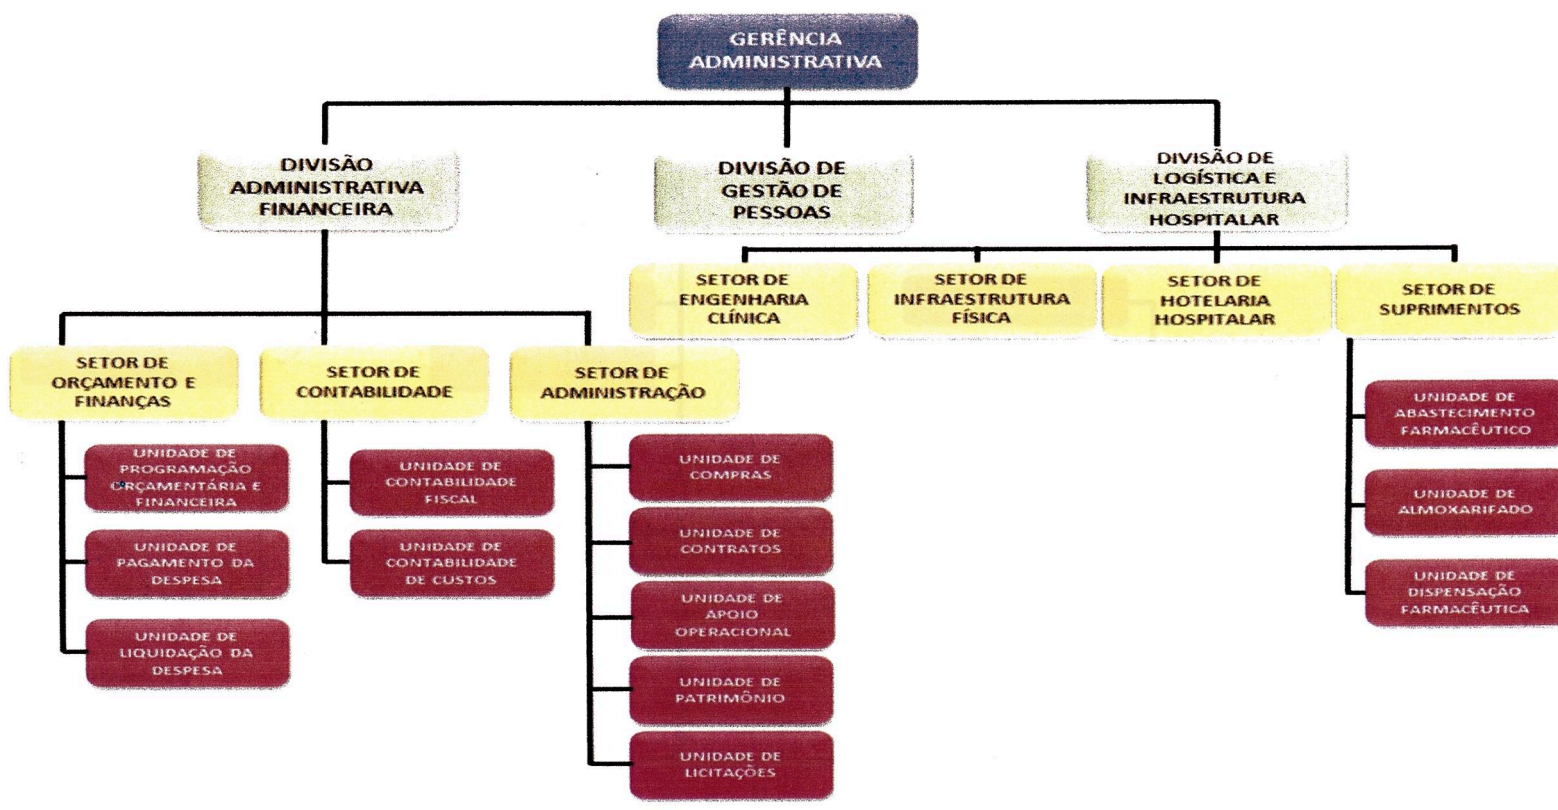 GERÊNCIA
ADMINISTRATIVA
DIVISÃO
ADMINISTRATIVA
FINANCEIRA
DIVISÃO DE
GESTÃO DE
PESSOAS
DIVISÃO DE
LOGÍSTICA E
INFRAESTRUTURA
HOSPITALAR
SETOR DE
ENGENHARIA
CLÍNICA
SETOR DE
INFRAESTRUTURA
FÍSICA
SETOR DE
HOTELARIA
HOSPITALAR
SETOR DE
SUPRIMENTOS
SETOR DE
ORÇAMENTO E
FINANÇAS
SETOR DE
CONTABILIDADE
SETOR DE
ADMINISTRAÇÃO
UNIDADE DE
PROGRAMAÇÃO
ORÇAMENTÁRIA E
FINANCEIRA
UNIDADE DE
PAGAMENTO DA
DESPESA
UNIDADE DE
LIQUIDAÇÃO DA
DESPESA
UNIDADE DE
CONTABILIDADE
FISCAL
UNIDADE DE
CONTABILIDADE
DE CUSTOS
UNIDADE DE
COMPRAS
UNIDADE DE
CONTRATOS
UNIDADE DE
APOIO
OPERACIONAL
UNIDADE DE
PATRIMÔNIO
UNIDADE DE
LICITAÇÕES
UNIDADE DE
ABASTECIMENTO
FARMACÊUTICO
UNIDADE DE
ALMOXARIFADO
UNIDADE DE
DISPENSAÇÃO
FARMACÊUTICA